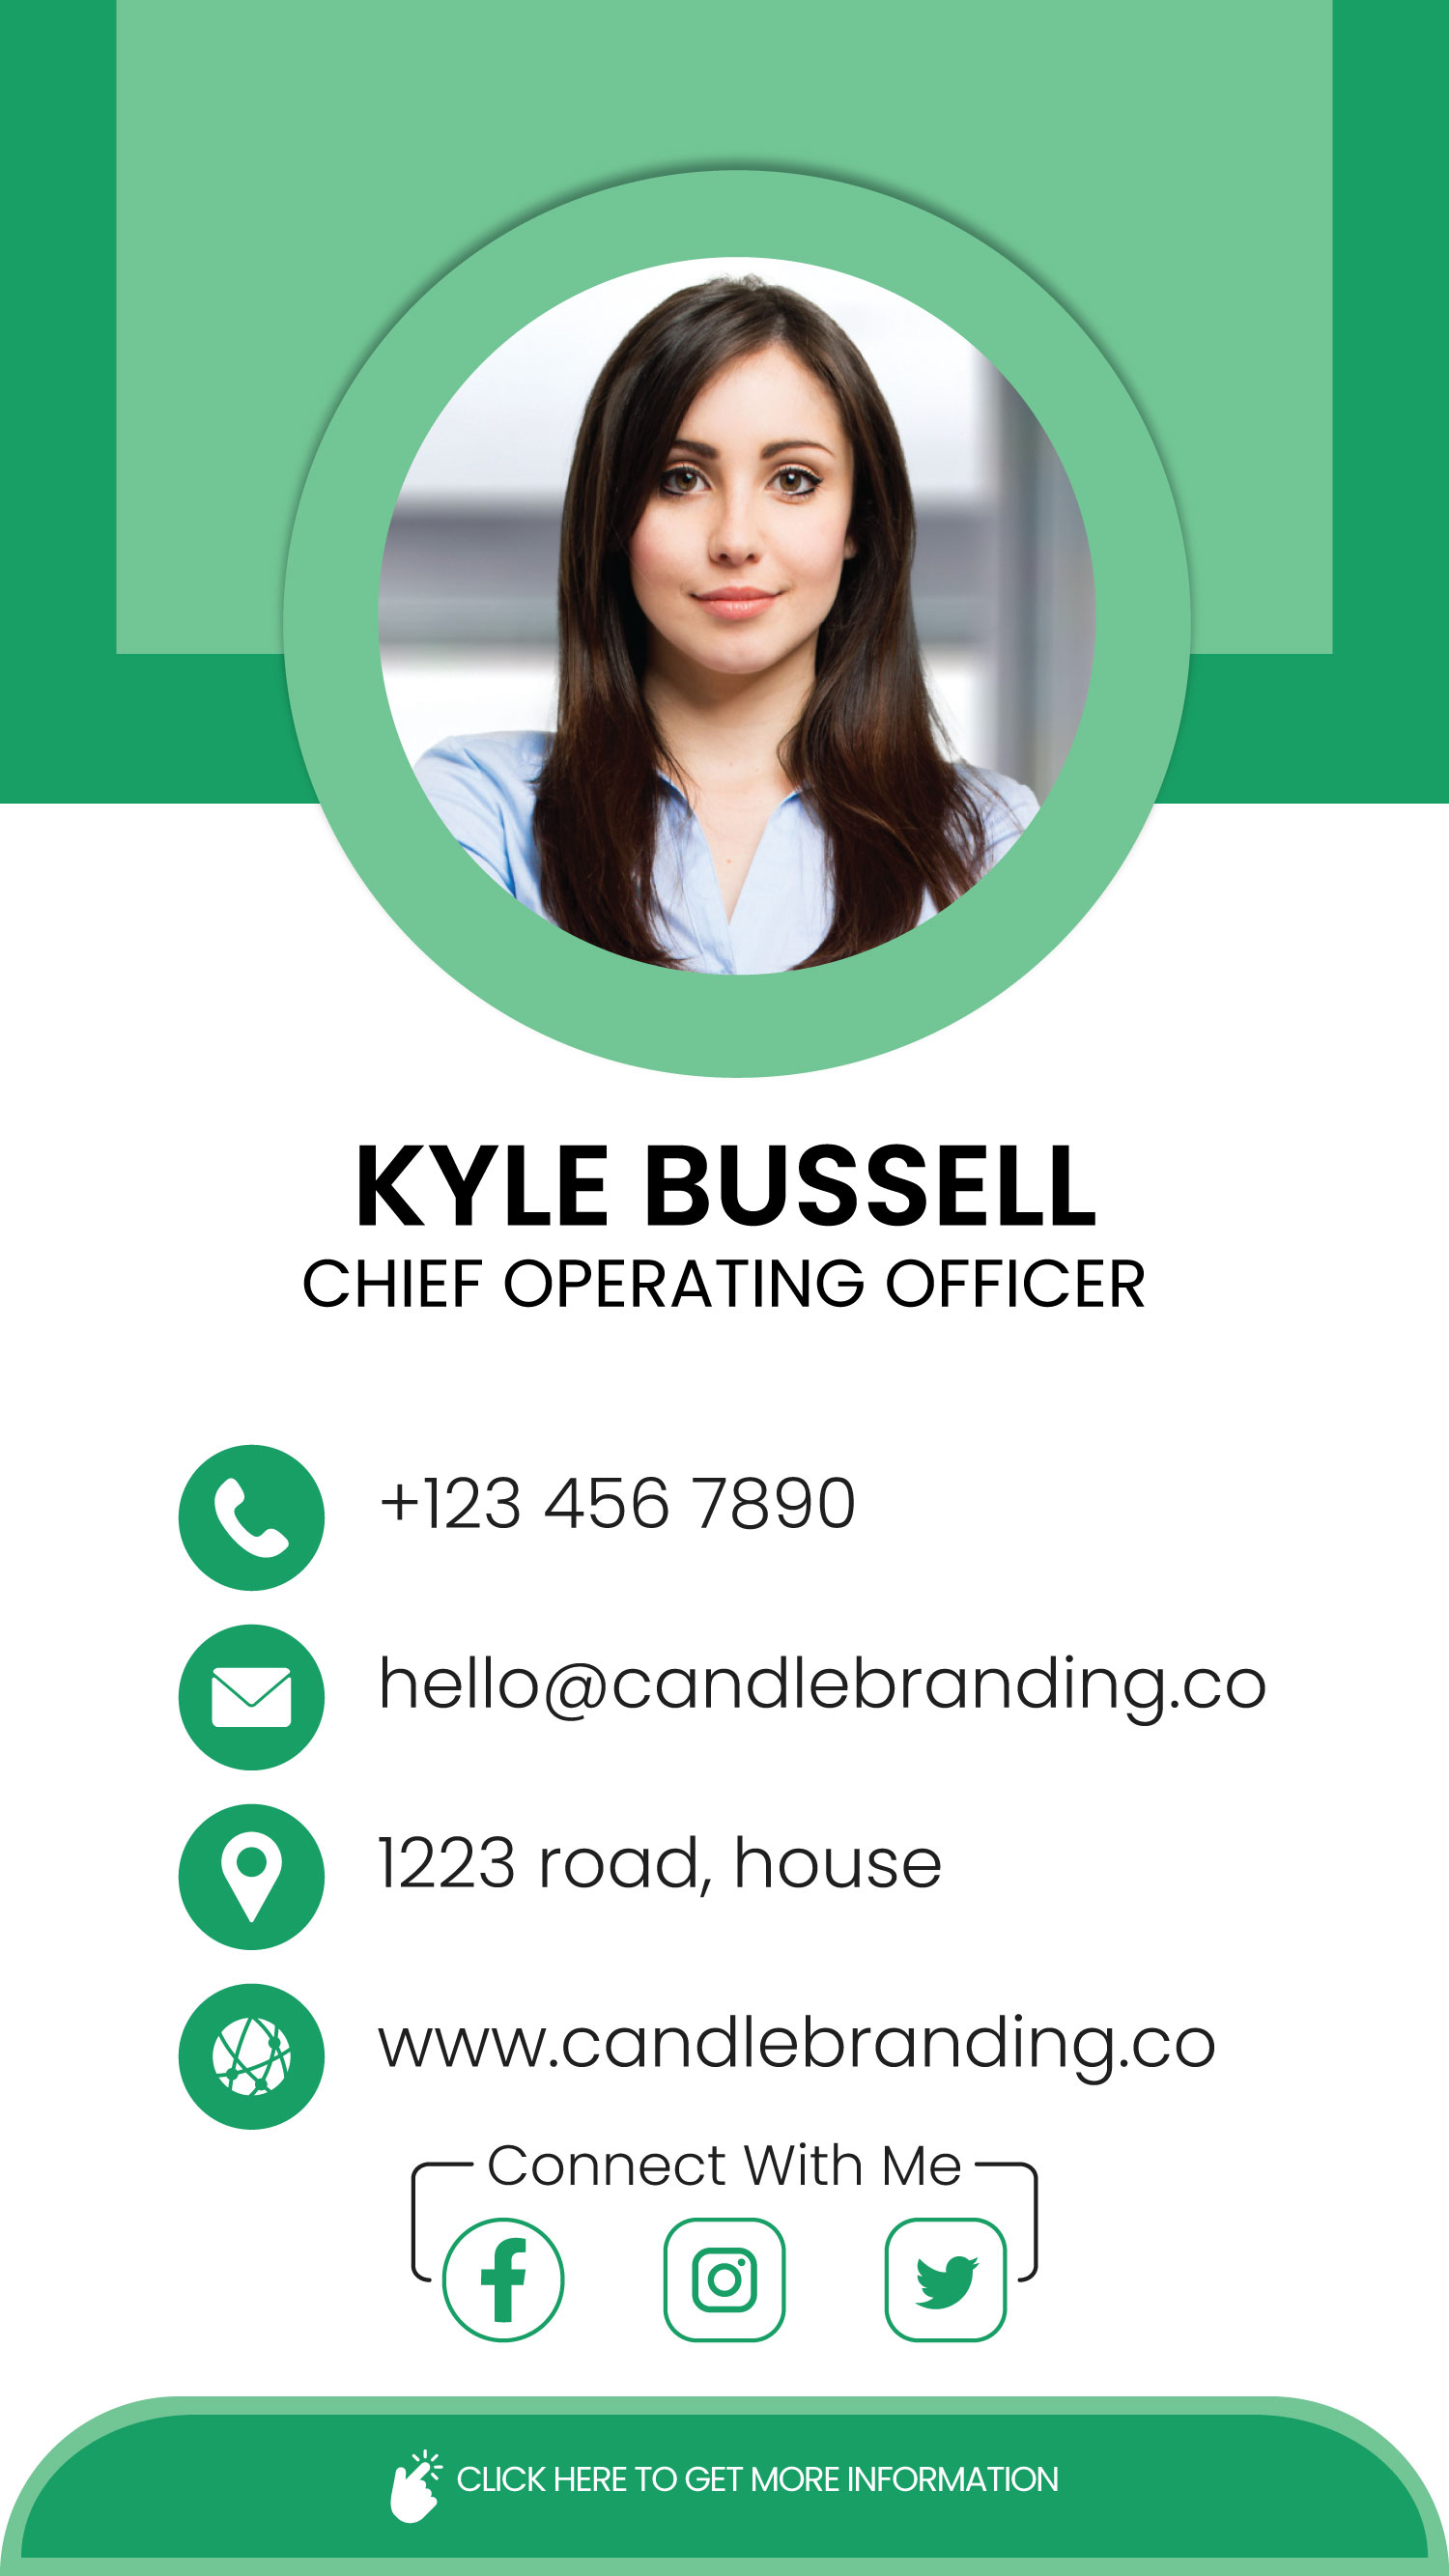 KYLE BUSSELL
CHIEF OPERATING OFFICER
+123 456 7890
hello@candlebranding.co
1223 road, house
www.candlebranding.co
Connect With Me
CLICK HERE TO GET MORE INFORMATION